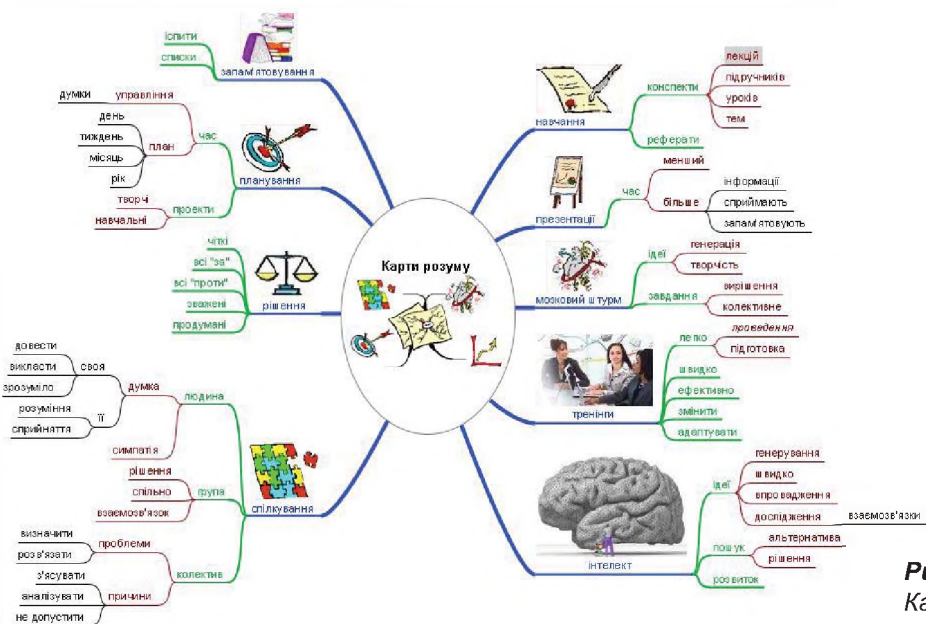 Карти розуму
запам'ятовування
іспити
списки
планування
час
управління
думки
план
день
тиждень
місяць
рік
проекти
творчі
навчальні
рішення
чіткі
всі "за"
всі "проти"
зважені
продумані
спілкування
людина
думка
своя
довести
викласти
зрозуміло
її
розуміння
сприйняття
симпатія
група
рішення
спільно
взаємозв'язок
колектив
проблеми
визначити
розв'язати
причини
з'ясувати
аналізувати
не допустити
навчання
конспекти
лекцій
підручників
уроків
тем
реферати
презентації
час
менший
більше
інформації
сприймають
запам'ятовують
мозковий штурм
ідеї
генерація
творчість
завдання
вирішення
колективне
тренінги
легко
проведення
підготовка
швидко
ефективно
змінити
адаптувати
інтелект
ідеї
генерування
швидко
впровадження
дослідження
взаємозв'язки
пошук
альтернатива
рішення
розвиток